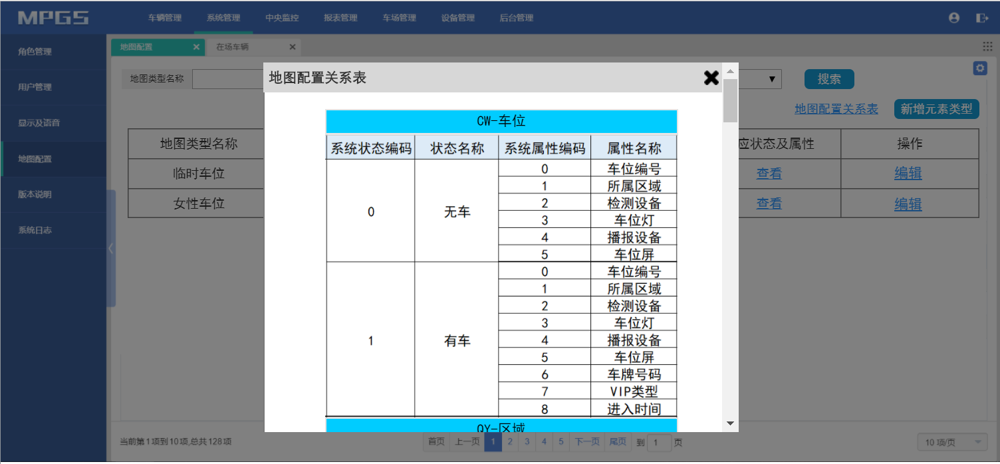 MPGS 车辆管理 系统管理 中央监控 报表管理 车场管理 设备管理 后台管理
角色管理
用户管理
显示及语音
地图配置
版本说明
系统日志
地图配置 × 在场车辆 ×
地图类型名称 ▼ 搜索
地图配置关系表 新增元素类型
地图类型名称 应状态及属性 操作
临时车位 查看 编辑
女性车位 查看 编辑
地图配置关系表
CW-车位
系统状态编码 状态名称 系统属性编码 属性名称
0 无车
0 车位编号
1 所属区域
2 检测设备
3 车位灯
4 播报设备
5 车位屏
1 有车
0 车位编号
1 所属区域
2 检测设备
3 车位灯
4 播报设备
5 车位屏
6 车牌号码
7 VIP类型
8 进入时间
QY-区域
当前第1项到10项,总共128项 首页 上一页 1 2 3 4 5 下一页 尾页 到 1 页 10 项/页